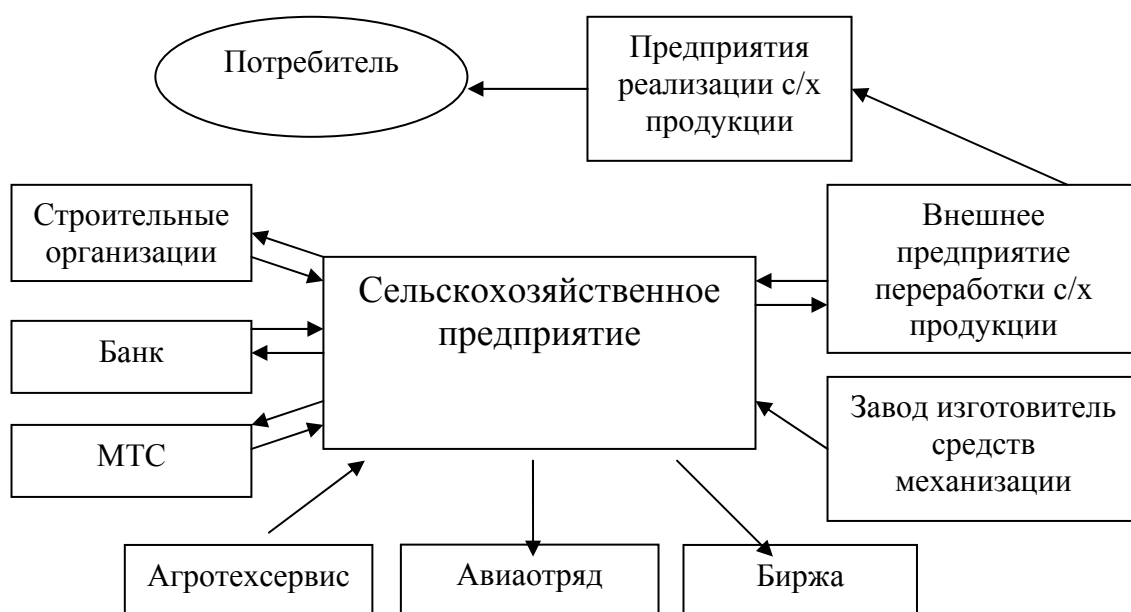 Потребитель
Предприятия
реализации с/х
продукции
Строительные
организации
Сельскохозяйственное
предприятие
Внешнее
предприятие
переработки с/х
продукции
Банк
МТС
Завод изготовитель
средств
механизации
Агротехсервис
Авиаотряд
Биржа